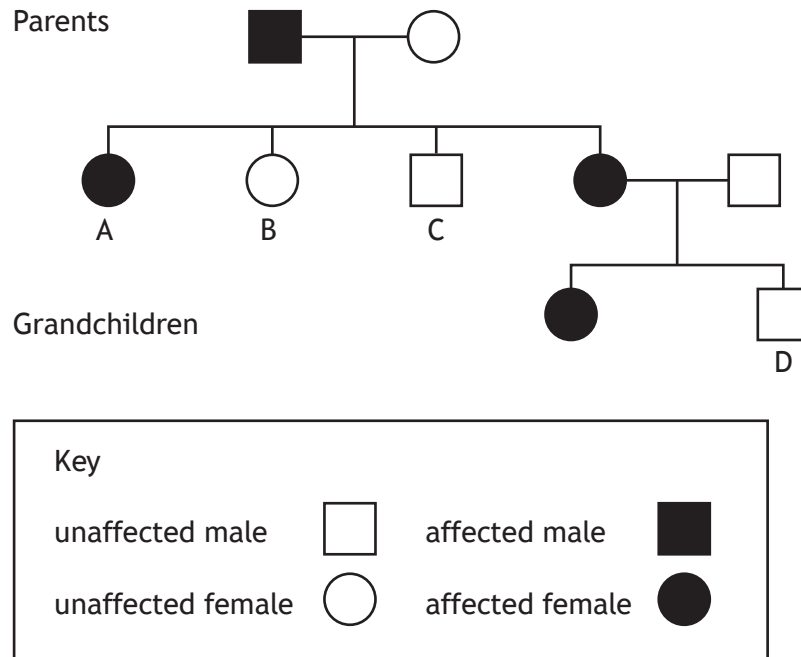 Parents
A B C
Grandchildren
D
Key
unaffected male affected male
unaffected female affected female